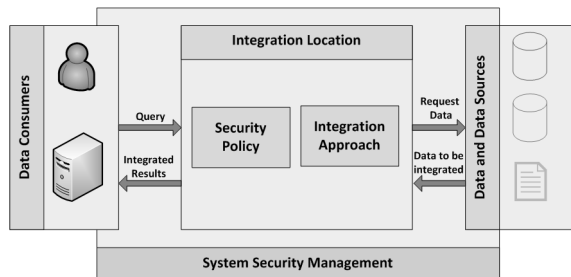 Data Consumers
Query
Integrated
Results
Integration Location
Security
Policy
Integration
Approach
Request
Data
Data to be
integrated
Data and Data Sources
System Security Management